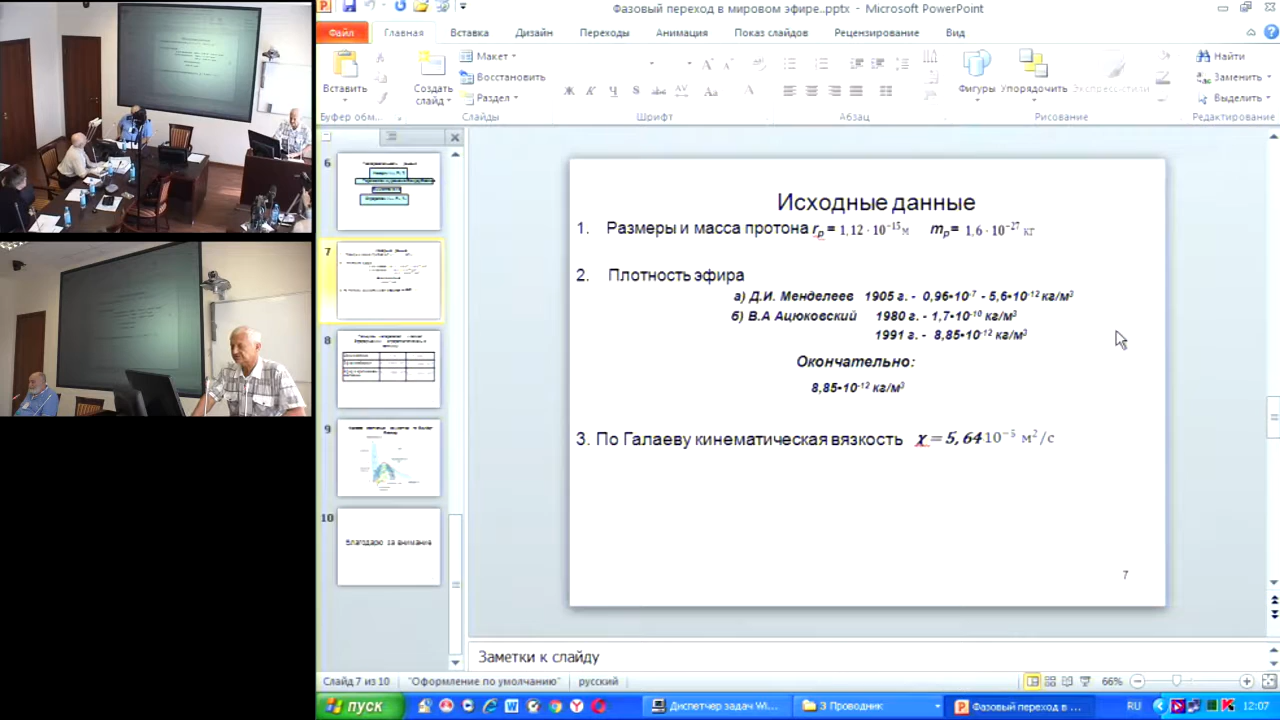 Фазовый переход в мировом эфире..pptx - Microsoft PowerPoint
Файл Главная Вставка Дизайн Переходы Анимация Показ слайдов Рецензирование Вид
Вставить
Буфер обм...
Создать слайд
Макет
Восстановить
Раздел
Слайды
Шрифт
Абзац
Фигуры
Упорядочить
Экспресс-стили
Рисование
Найти
Заменить
Выделить
Редактирование
6
7
8
9
10
Благодарю за внимание
Исходные данные
1. Размеры и масса протона rₚ = 1,12 · 10⁻¹⁵ м mₚ = 1,6 · 10⁻²⁷ кг
2. Плотность эфира
а) Д.И. Менделеев 1905 г. - 0,96•10⁻⁷ - 5,6•10⁻¹² кг/м³
б) В.А Ацюковский 1980 г. - 1,7•10⁻¹⁰ кг/м³
1991 г. - 8,85•10⁻¹² кг/м³
Окончательно:
8,85•10⁻¹² кг/м³
3. По Галаеву кинематическая вязкость χ = 5,64 10⁻⁵ м²/с
7
Заметки к слайду
Слайд 7 из 10 "Оформление по умолчанию" русский 66%
пуск
Диспетчер задач Wi...
3 Проводник
Фазовый переход в ...
RU
12:07